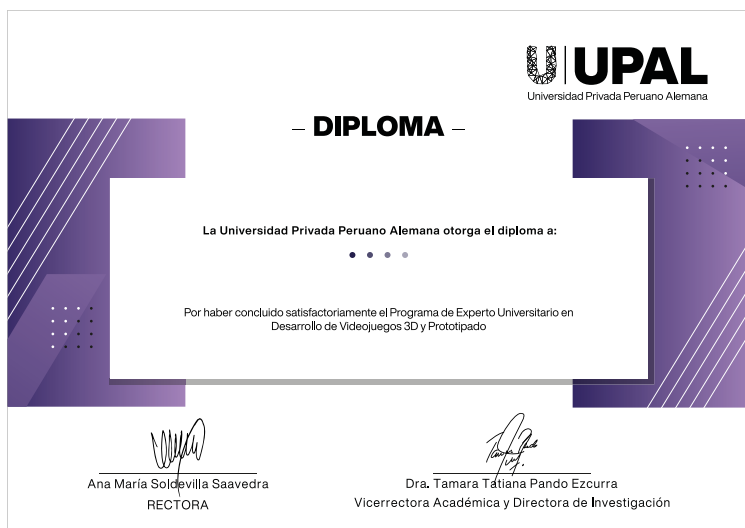 UPAL
Universidad Privada Peruano Alemana
– DIPLOMA –
La Universidad Privada Peruano Alemana otorga el diploma a:
Por haber concluido satisfactoriamente el Programa de Experto Universitario en
Desarrollo de Videojuegos 3D y Prototipado
Ana María Soldevilla Saavedra
RECTORA
Dra. Tamara Tatiana Pando Ezcurra
Vicerrectora Académica y Directora de Investigación